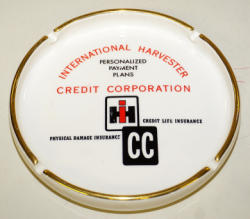 INTERNATIONAL HARVESTER
PERSONALIZED
PAYMENT
PLANS
CREDIT CORPORATION
IH
CREDIT LIFE INSURANCE
PHYSICAL DAMAGE INSURANCE
CC